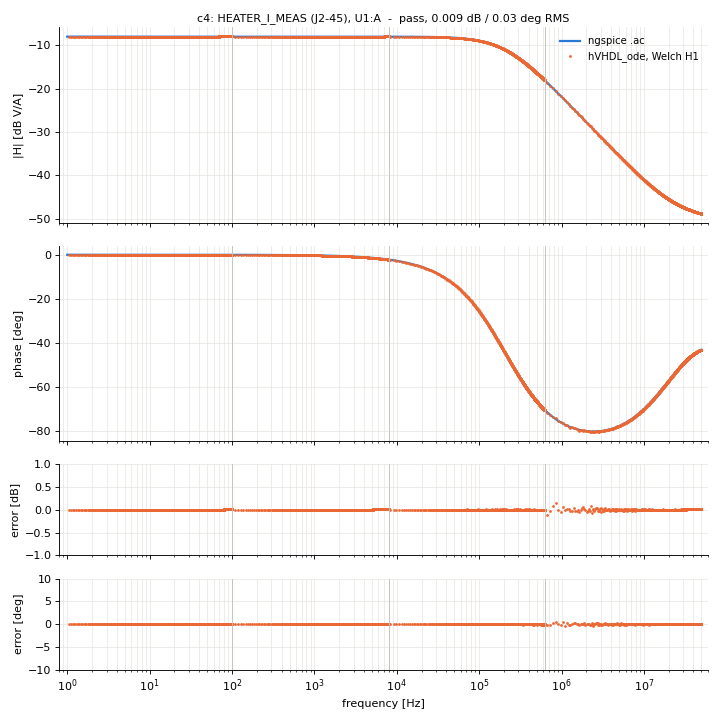 c4: HEATER_I_MEAS (J2-45), U1:A - pass, 0.009 dB / 0.03 deg RMS
ngspice .ac
hVHDL_ode, Welch H1
|H| [dB V/A]
−10
−20
−30
−40
−50
phase [deg]
0
−20
−40
−60
−80
error [dB]
1.0
0.5
0.0
−0.5
−1.0
error [deg]
10
5
0
−5
−10
10⁰ 10¹ 10² 10³ 10⁴ 10⁵ 10⁶ 10⁷
frequency [Hz]